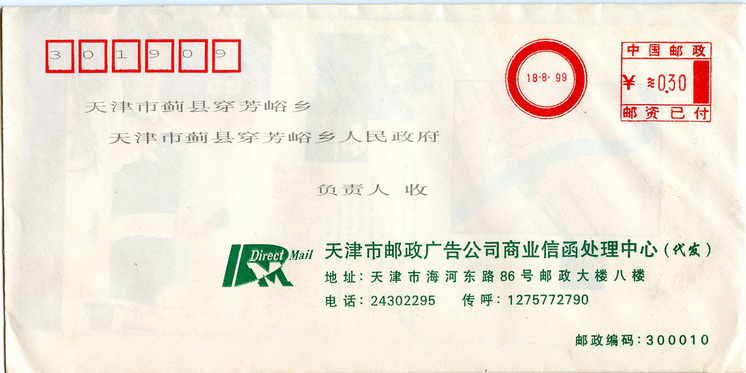 301909
18-8-99
中国邮政
¥ ≈0.30
邮资已付
天津市蓟县穿芳峪乡
天津市蓟县穿芳峪乡人民政府
负责人 收
Direct Mail
DM
天津市邮政广告公司商业信函处理中心(代发)
地址:天津市海河东路86号邮政大楼八楼
电话:24302295 传呼:1275772790
邮政编码:300010